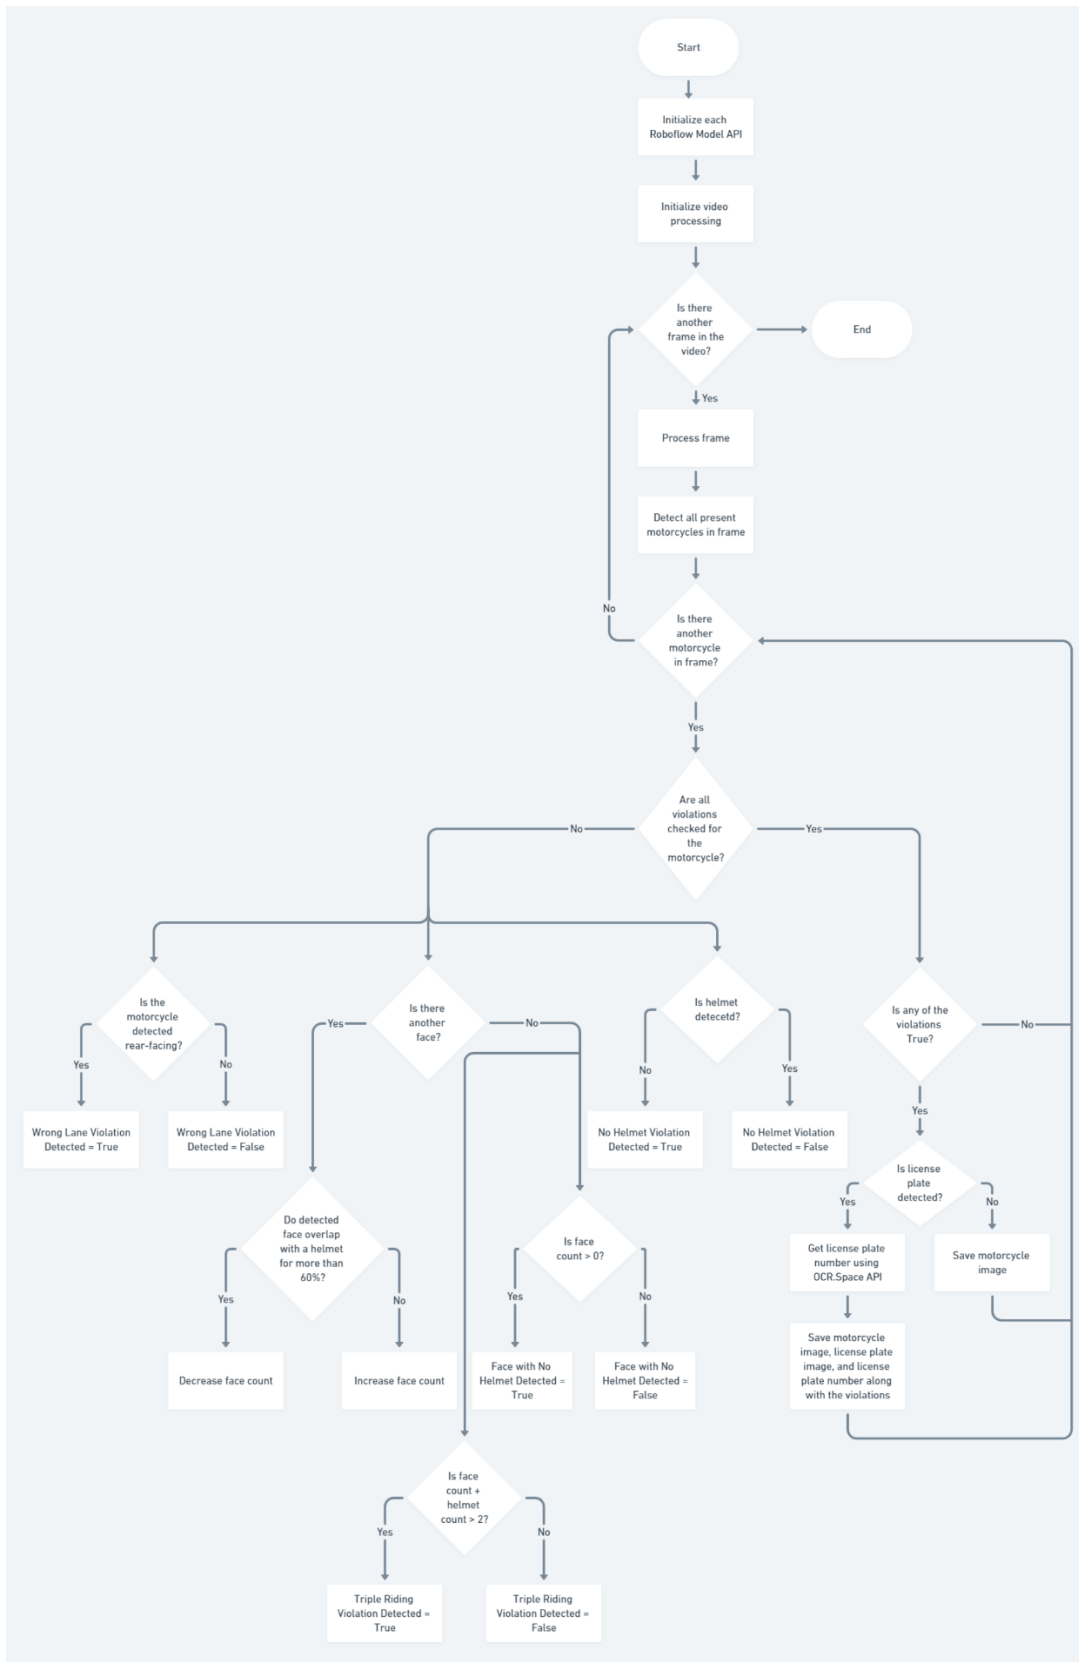 Start
Initialize each
Roboflow Model API
Initialize video
processing
Is there
another
frame in the
video?
End
Yes
Process frame
Detect all present
motorcycles in frame
No
Is there
another
motorcycle
in frame?
Yes
Are all
violations
checked for
the
motorcycle?
No
Yes
Is the
motorcycle
detected
rear-facing?
Yes
No
Wrong Lane Violation
Detected = True
Wrong Lane Violation
Detected = False
Is there
another
face?
Yes
No
Do detected
face overlap
with a helmet
for more than
60%?
Yes
No
Decrease face count
Increase face count
Is face
count > 0?
Yes
No
Face with No
Helmet Detected =
True
Face with No
Helmet Detected =
False
Is face
count +
helmet
count > 2?
Yes
No
Triple Riding
Violation Detected =
True
Triple Riding
Violation Detected =
False
Is helmet
detecetd?
No
Yes
No Helmet Violation
Detected = True
No Helmet Violation
Detected = False
Is any of the
violations
True?
No
Yes
Is license
plate
detected?
Yes
No
Get license plate
number using
OCR.Space API
Save motorcycle
image
Save motorcycle
image, license plate
image, and license
plate number along
with the violations